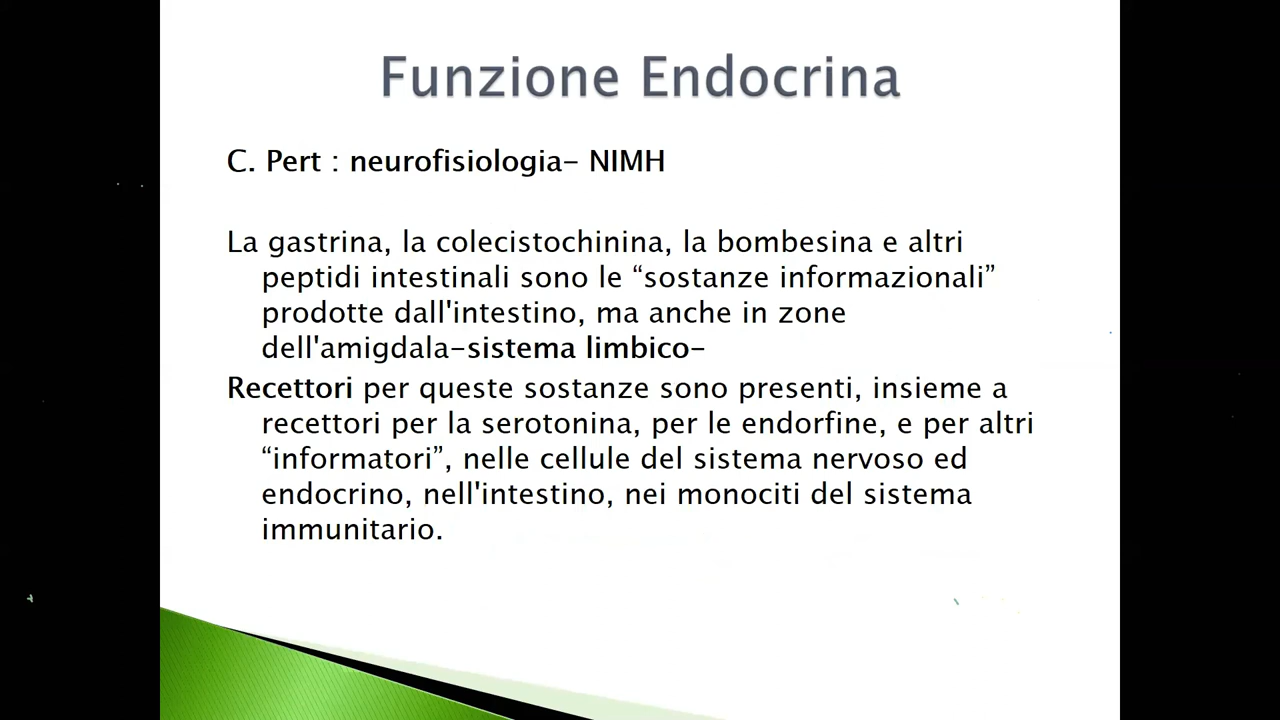 Funzione Endocrina
C. Pert : neurofisiologia- NIMH
La gastrina, la colecistochinina, la bombesina e altri
peptidi intestinali sono le “sostanze informazionali”
prodotte dall'intestino, ma anche in zone
dell'amigdala-sistema limbico-
Recettori per queste sostanze sono presenti, insieme a
recettori per la serotonina, per le endorfine, e per altri
“informatori”, nelle cellule del sistema nervoso ed
endocrino, nell'intestino, nei monociti del sistema
immunitario.